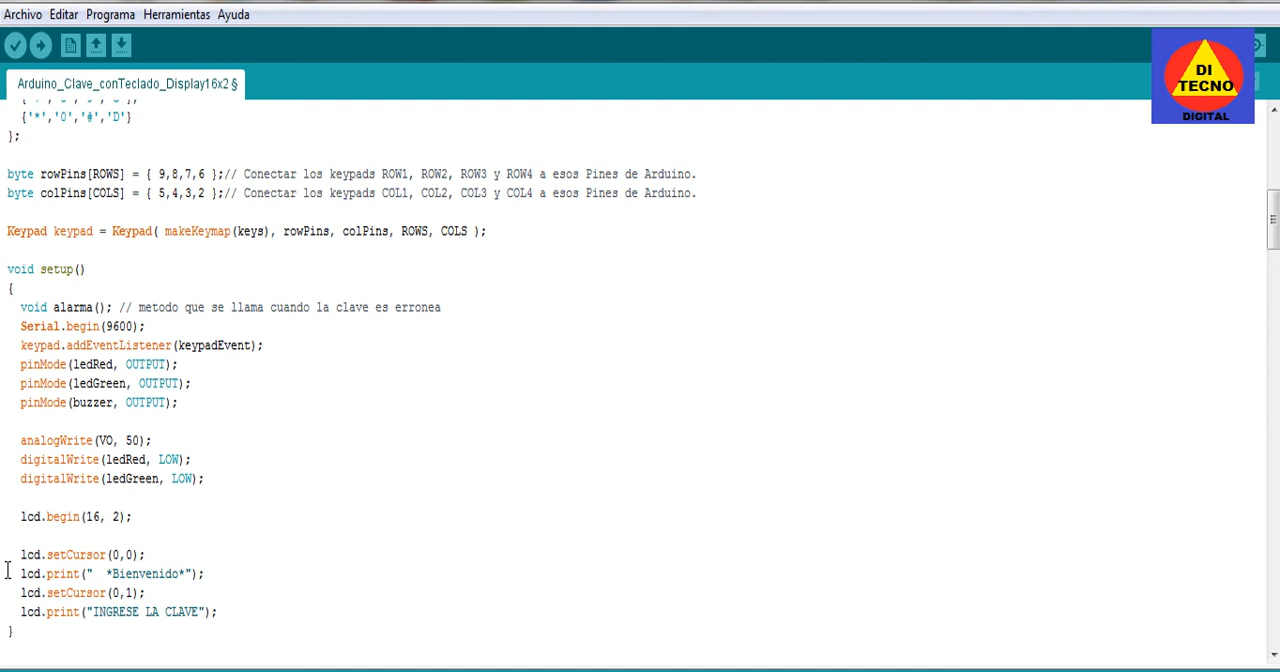 Archivo Editar Programa Herramientas Ayuda
Arduino_Clave_conTeclado_Display16x2 §
DI
TECNO
DIGITAL
{'*','0','#','D'}
};
byte rowPins[ROWS] = { 9,8,7,6 };// Conectar los keypads ROW1, ROW2, ROW3 y ROW4 a esos Pines de Arduino.
byte colPins[COLS] = { 5,4,3,2 };// Conectar los keypads COL1, COL2, COL3 y COL4 a esos Pines de Arduino.
Keypad keypad = Keypad( makeKeymap(keys), rowPins, colPins, ROWS, COLS );
void setup()
{
void alarma(); // metodo que se llama cuando la clave es erronea
Serial.begin(9600);
keypad.addEventListener(keypadEvent);
pinMode(ledRed, OUTPUT);
pinMode(ledGreen, OUTPUT);
pinMode(buzzer, OUTPUT);
analogWrite(VO, 50);
digitalWrite(ledRed, LOW);
digitalWrite(ledGreen, LOW);
lcd.begin(16, 2);
lcd.setCursor(0,0);
lcd.print("  *Bienvenido*");
lcd.setCursor(0,1);
lcd.print("INGRESE LA CLAVE");
}